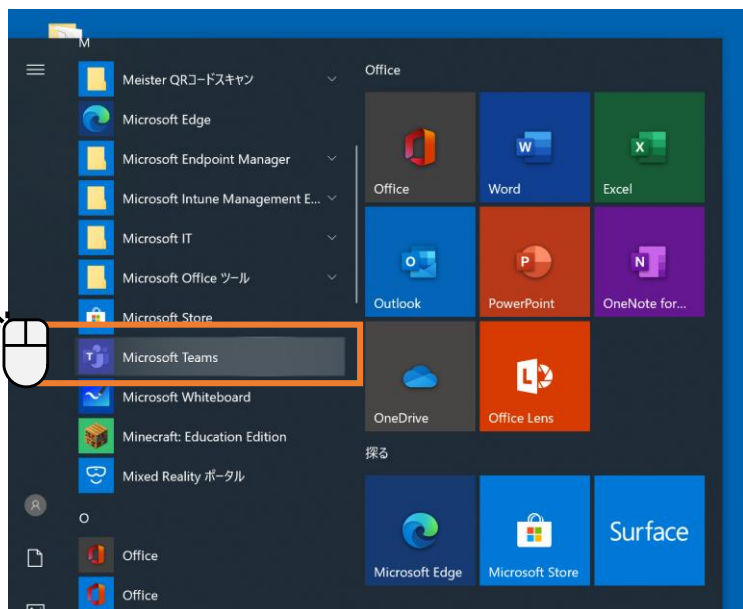 M
Meister QRコードスキャン
Microsoft Edge
Microsoft Endpoint Manager
Microsoft Intune Management E...
Microsoft IT
Microsoft Office ツール
Microsoft Store
Microsoft Teams
Microsoft Whiteboard
Minecraft: Education Edition
Mixed Reality ポータル
O
Office
Office
Office
Office
Word
Excel
Outlook
PowerPoint
OneNote for...
OneDrive
Office Lens
探る
Microsoft Edge
Microsoft Store
Surface